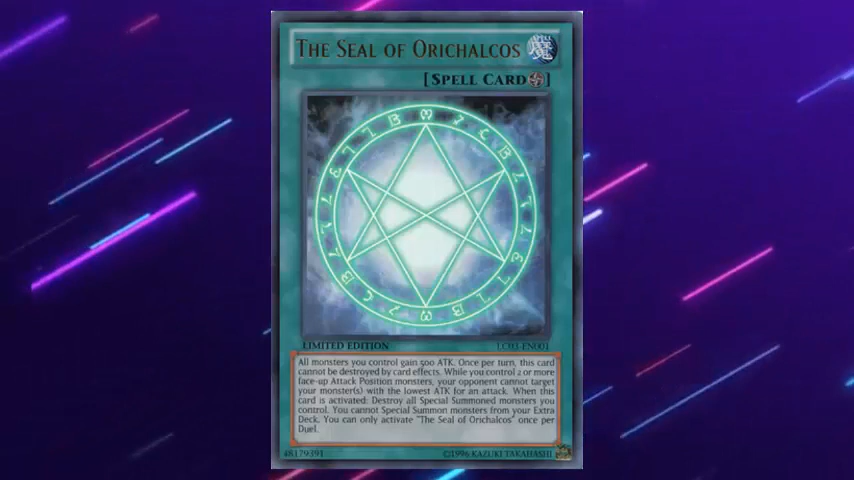 THE SEAL OF ORICHALCOS 魔
[SPELL CARD]
LIMITED EDITION LC03-EN001
All monsters you control gain 500 ATK. Once per turn, this card
cannot be destroyed by card effects. While you control 2 or more
face-up Attack Position monsters, your opponent cannot target
your monster(s) with the lowest ATK for an attack. When this
card is activated: Destroy all Special Summoned monsters you
control. You cannot Special Summon monsters from your Extra
Deck. You can only activate "The Seal of Orichalcos" once per
Duel.
48179391 ©1996 KAZUKI TAKAHASHI